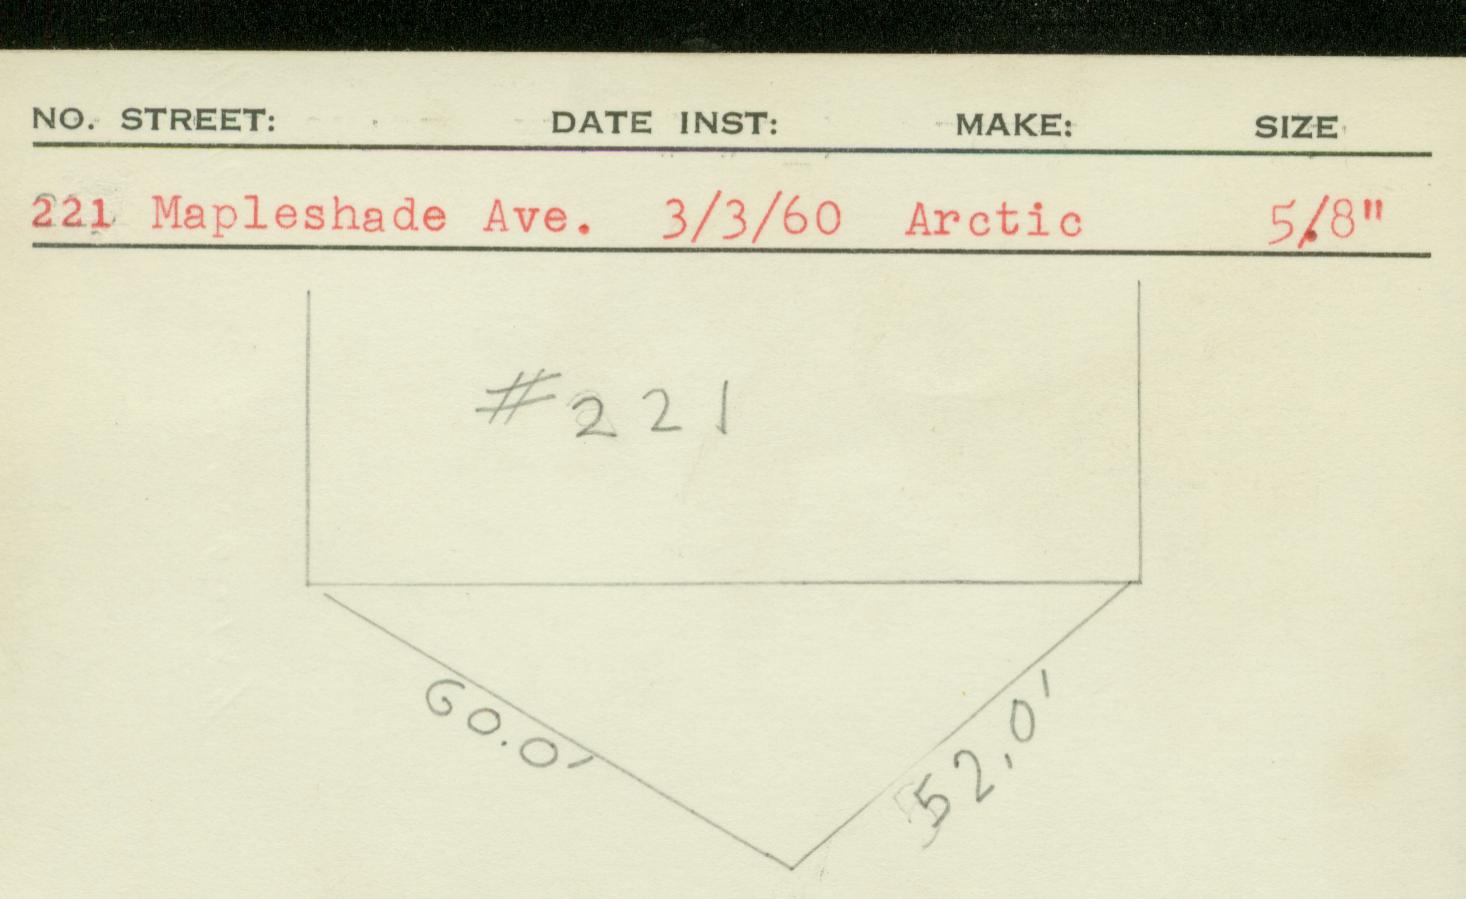 NO. STREET: DATE INST: MAKE: SIZE
221 Mapleshade Ave. 3/3/60 Arctic 5/8"
#221
60.0'
52.0'